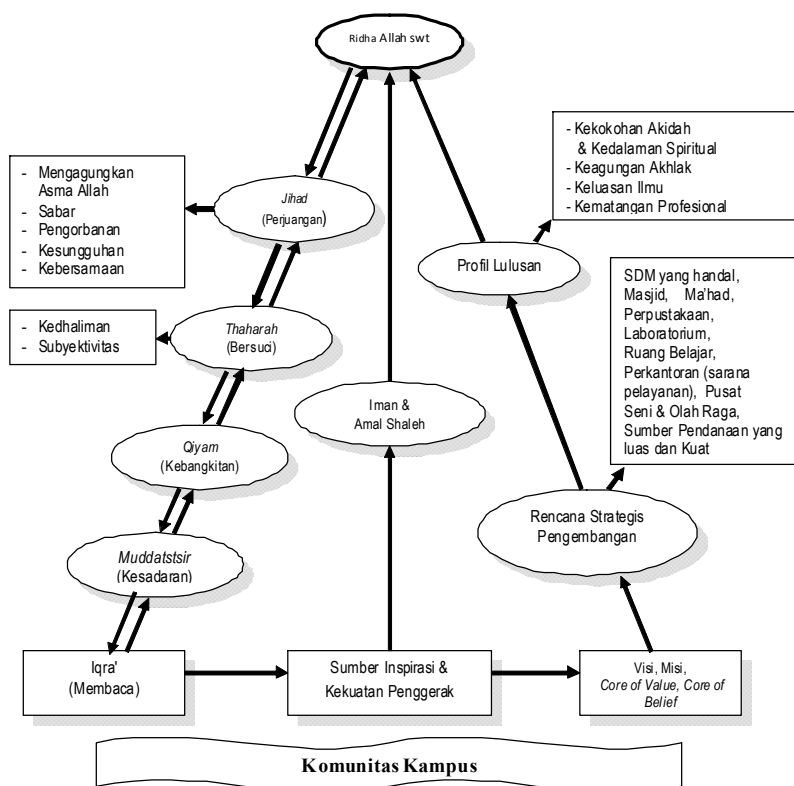 Ridha Allah swt
- Kekokohan Akidah
& Kedalaman Spiritual
- Keagungan Akhlak
- Keluasan Ilmu
- Kematangan Profesional
- Mengagungkan
Asma Allah
- Sabar
- Pengorbanan
- Kesungguhan
- Kebersamaan
Jihad
(Perjuangan)
Profil Lulusan
SDM yang handal,
Masjid, Ma'had,
Perpustakaan,
Laboratorium,
Ruang Belajar,
Perkantoran (sarana
pelayanan), Pusat
Seni & Olah Raga,
Sumber Pendanaan yang
luas dan Kuat
- Kedhaliman
- Subyektivitas
Thaharah
(Bersuci)
Iman &
Amal Shaleh
Qiyam
(Kebangkitan)
Rencana Strategis
Pengembangan
Muddatstsir
(Kesadaran)
Iqra'
(Membaca)
Sumber Inspirasi &
Kekuatan Penggerak
Visi, Misi,
Core of Value, Core of
Belief
Komunitas Kampus